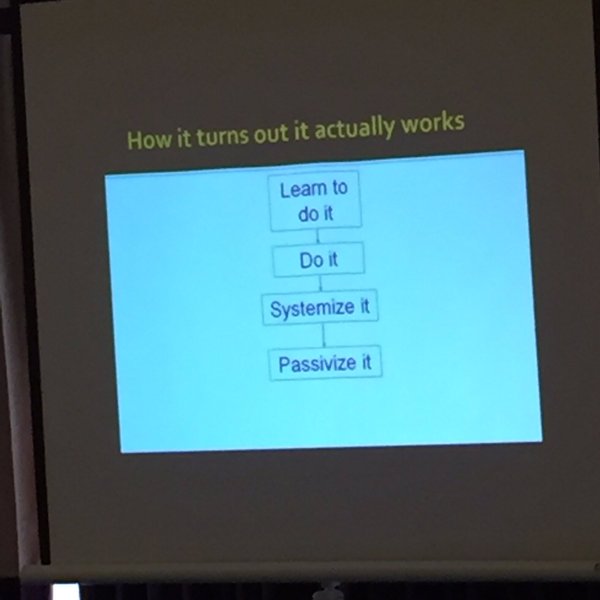 How it turns out it actually works
Learn to
do it
Do it
Systemize it
Passivize it